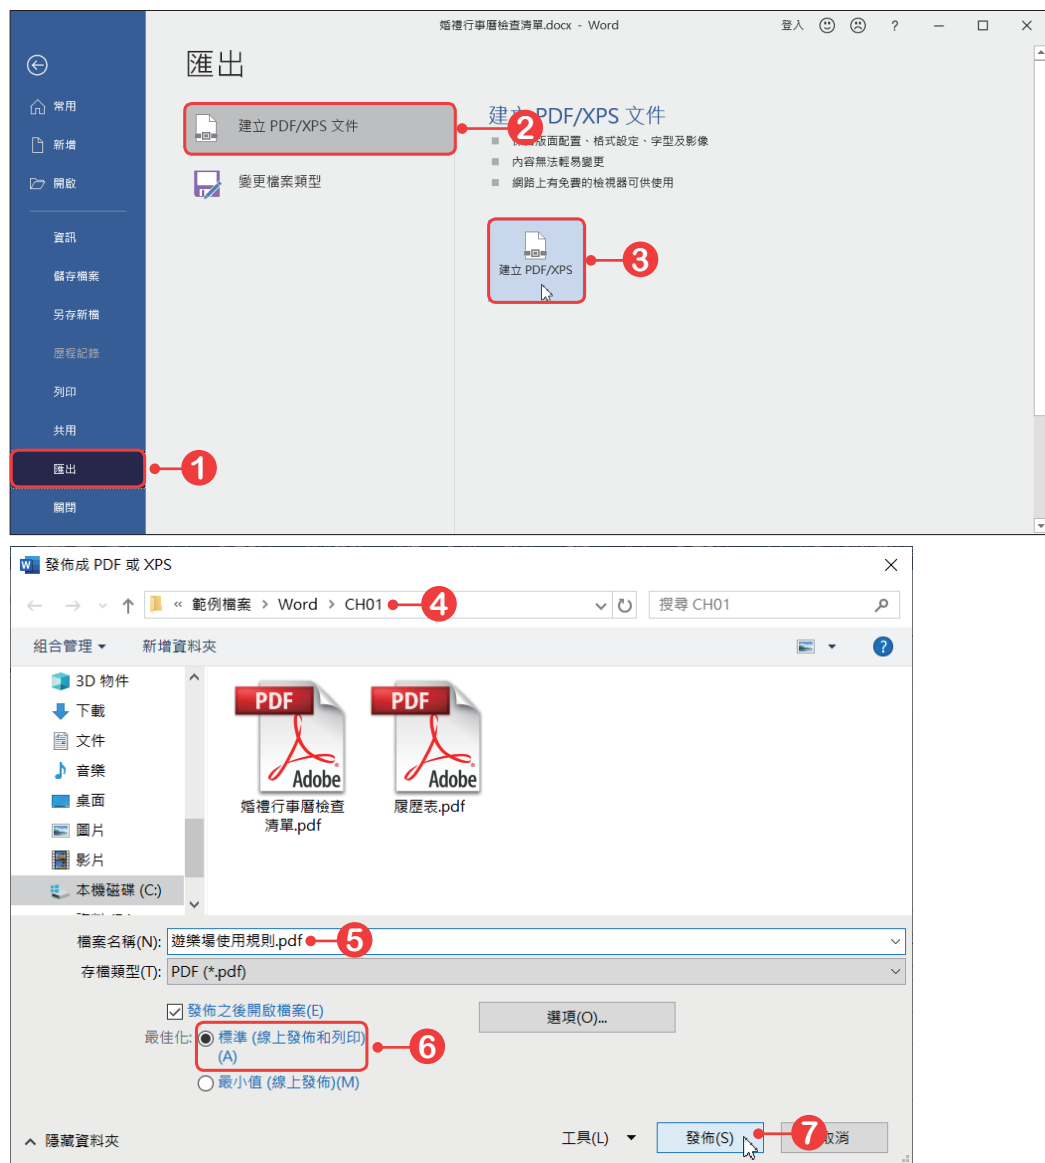 婚禮行事曆檢查清單.docx - Word
登入
?
匯出
常用
新增
開啟
資訊
儲存檔案
另存新檔
歷程記錄
列印
共用
匯出
關閉
1
建立 PDF/XPS 文件
2
變更檔案類型
建立 PDF/XPS 文件
版面配置、格式設定、字型及影像
內容無法輕易變更
網路上有免費的檢視器可供使用
建立 PDF/XPS
3
W 發佈成 PDF 或 XPS
« 範例檔案 > Word > CH01
4
搜尋 CH01
組合管理
新增資料夾
?
3D 物件
下載
文件
音樂
桌面
圖片
影片
本機磁碟 (C:)
PDF
Adobe
婚禮行事曆檢查
清單.pdf
PDF
Adobe
履歷表.pdf
檔案名稱(N): 遊樂場使用規則.pdf
5
存檔類型(T): PDF (*.pdf)
發佈之後開啟檔案(E)
選項(O)...
最佳化: 標準 (線上發佈和列印)
(A)
6
最小值 (線上發佈)(M)
隱藏資料夾
工具(L)
發佈(S)
7
消